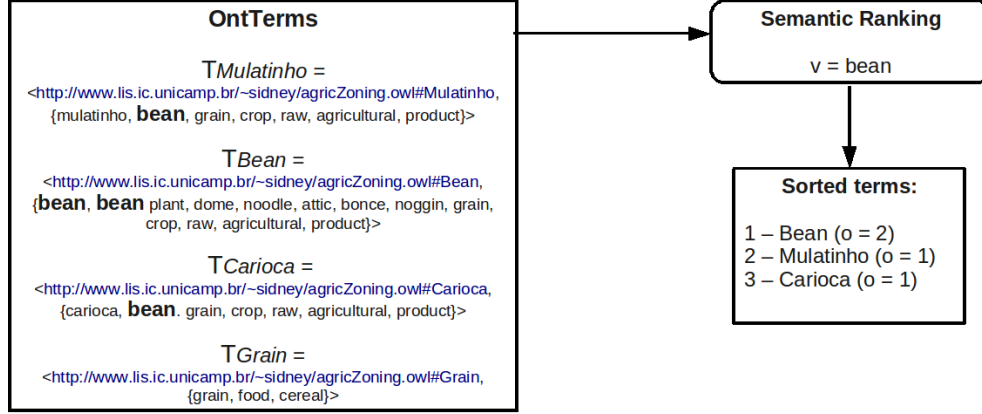 OntTerms
TMulatinho =
<http://www.lis.ic.unicamp.br/~sidney/agricZoning.owl#Mulatinho,
{mulatinho, bean, grain, crop, raw, agricultural, product}>
TBean =
<http://www.lis.ic.unicamp.br/~sidney/agricZoning.owl#Bean,
{bean, bean plant, dome, noodle, attic, bonce, noggin, grain,
crop, raw, agricultural, product}>
TCarioca =
<http://www.lis.ic.unicamp.br/~sidney/agricZoning.owl#Carioca,
{carioca, bean. grain, crop, raw, agricultural, product}>
TGrain =
<http://www.lis.ic.unicamp.br/~sidney/agricZoning.owl#Grain,
{grain, food, cereal}>
Semantic Ranking
v = bean
Sorted terms:
1 – Bean (o = 2)
2 – Mulatinho (o = 1)
3 – Carioca (o = 1)